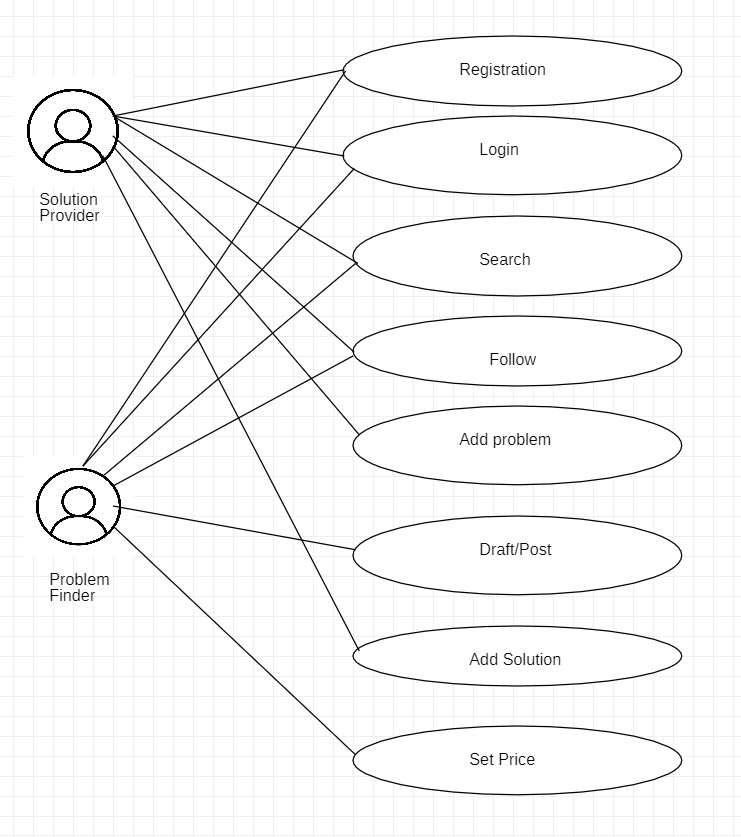 Registration
Login
Solution
Provider
Search
Follow
Add problem
Draft/Post
Problem
Finder
Add Solution
Set Price